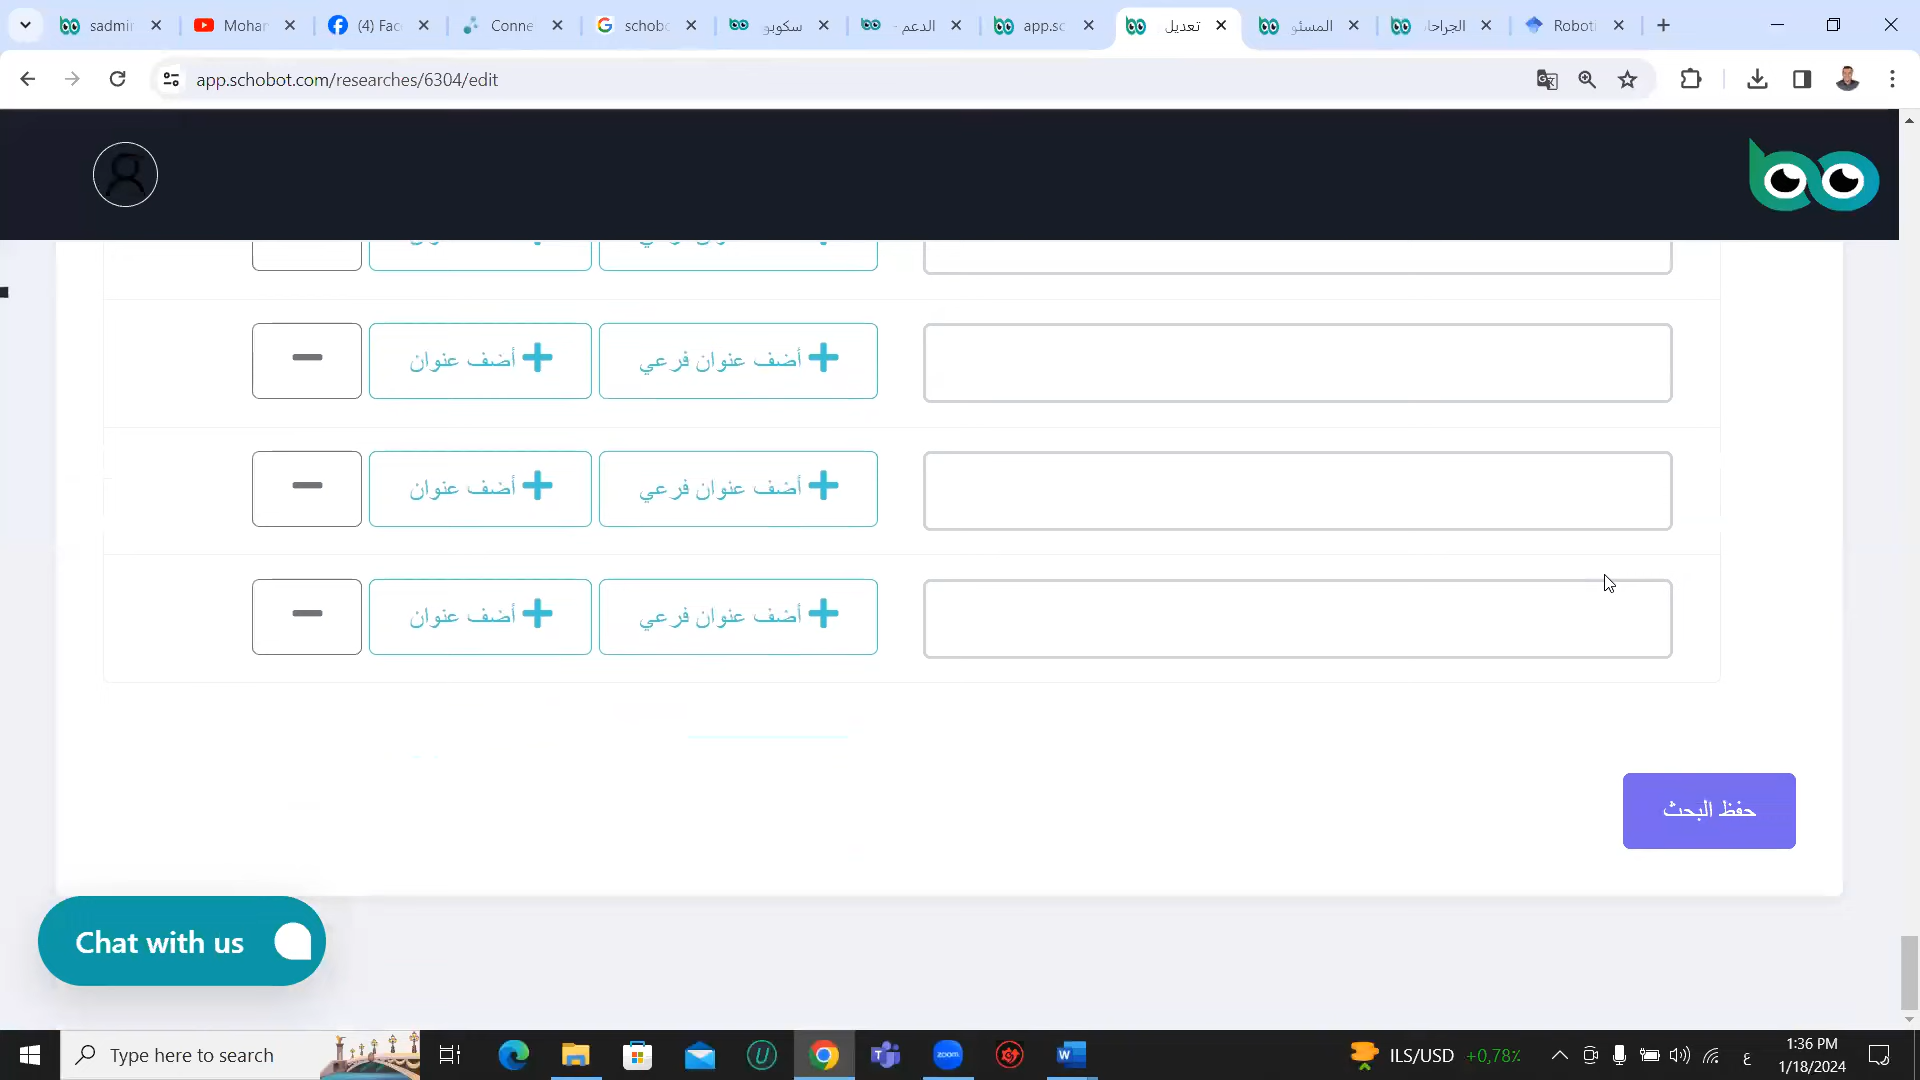 sadmir
Mohar
(4) Fac
Conne
schobo
سكوبو
الدعم -
app.sc
تعديل
المسئو
الجراحا
Roboti
app.schobot.com/researches/6304/edit
أضف عنوان فرعي
أضف عنوان
أضف عنوان فرعي
أضف عنوان
أضف عنوان فرعي
أضف عنوان
حفظ البحث
Chat with us
Type here to search
zoom
ILS/USD +0,78%
ع
1:36 PM
1/18/2024